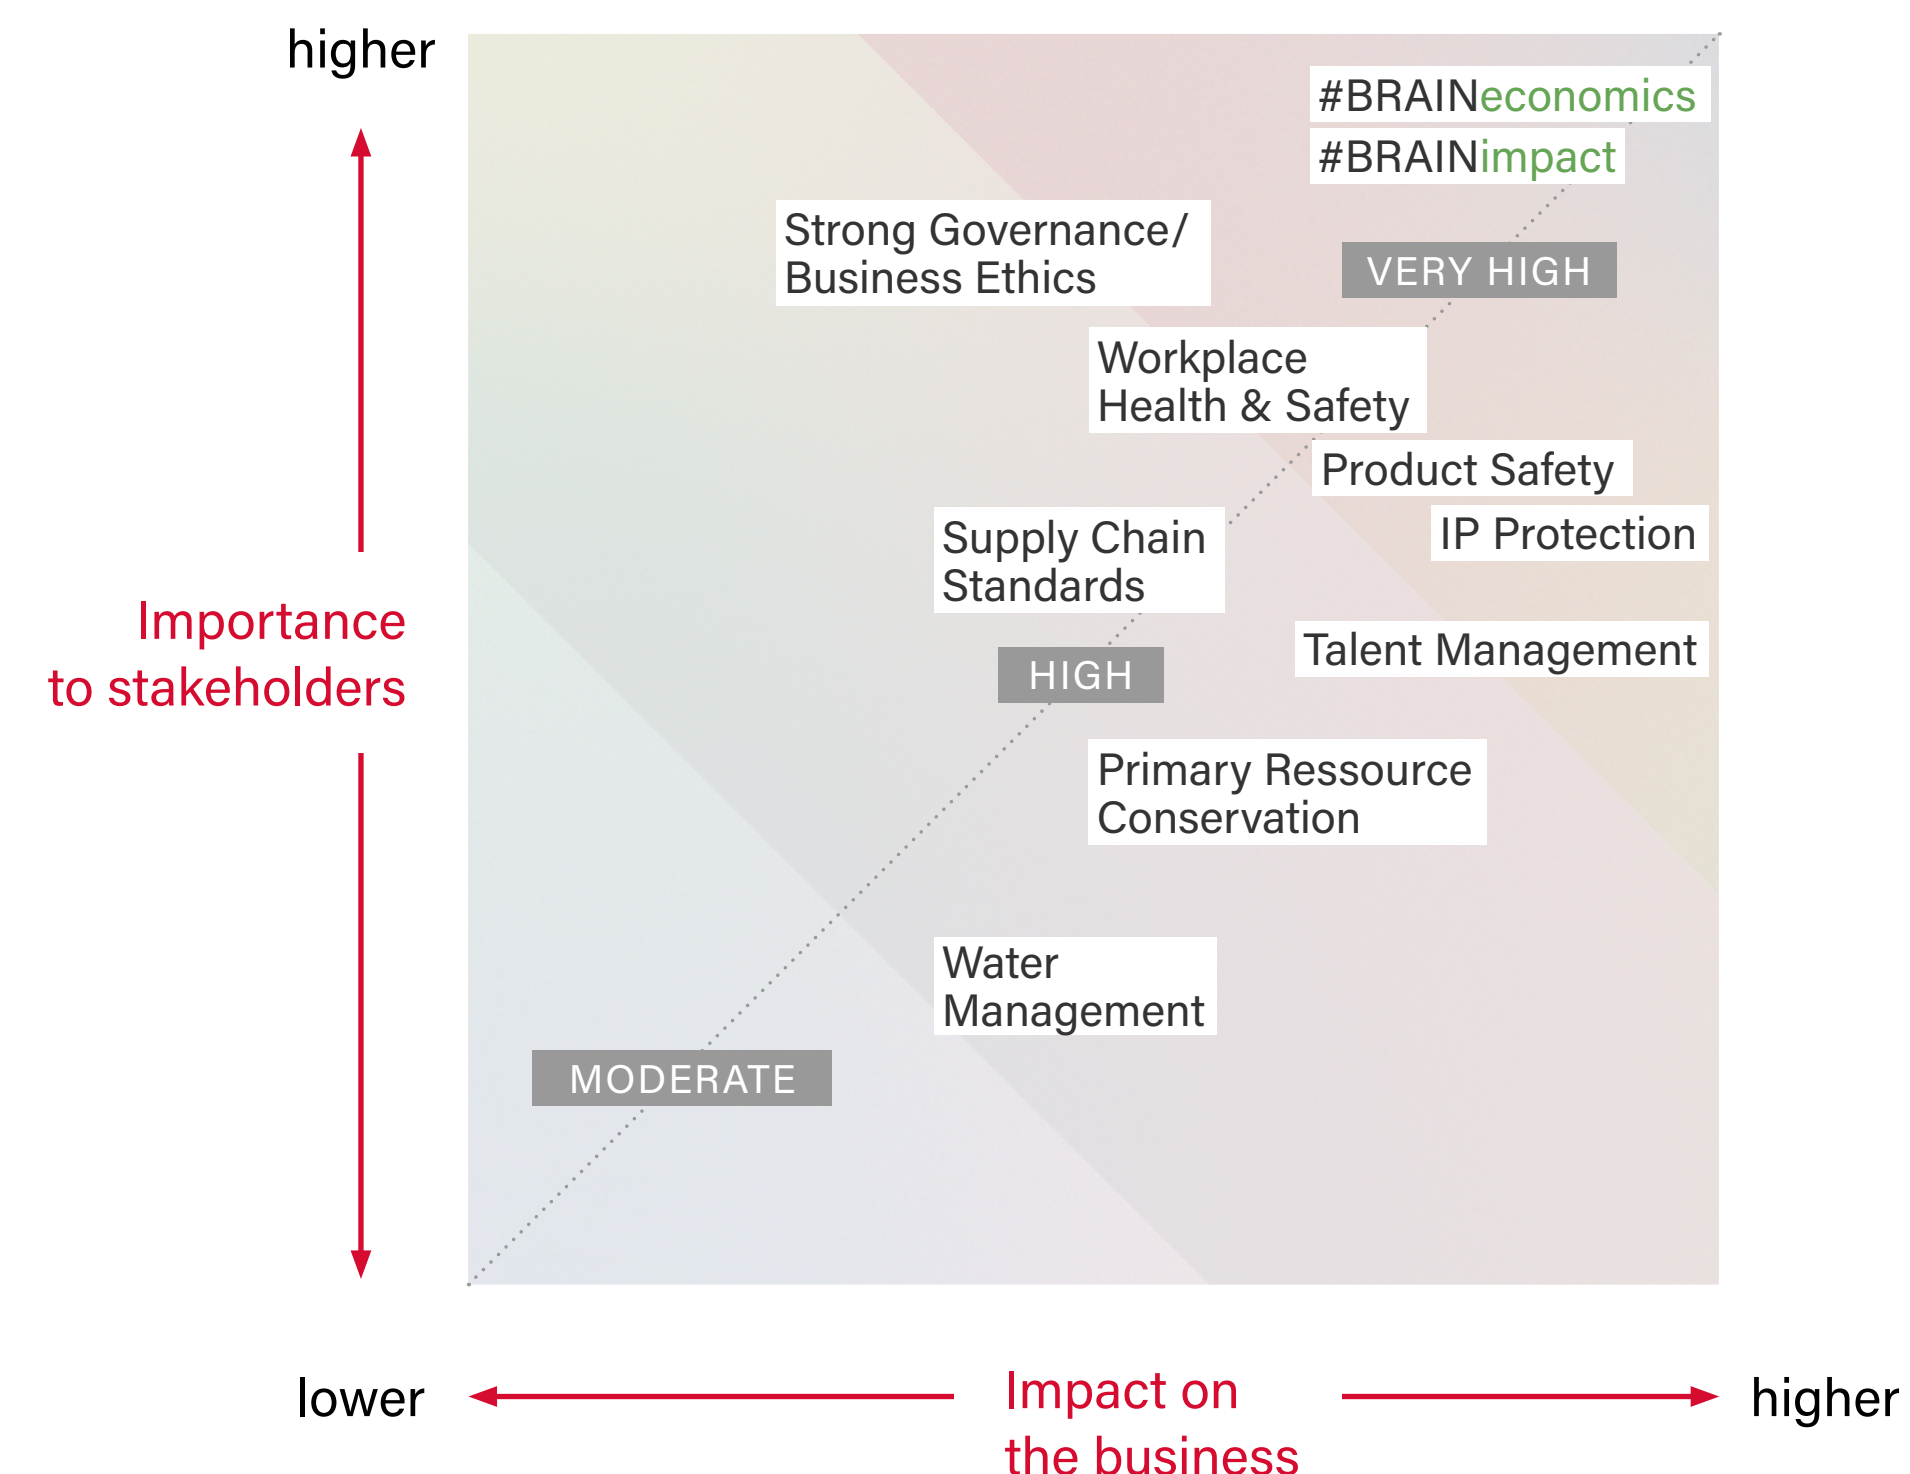 higher
#BRAINeconomics
#BRAINimpact
Strong Governance/
Business Ethics
VERY HIGH
Workplace
Health & Safety
Product Safety
IP Protection
Supply Chain
Standards
Importance
to stakeholders
Talent Management
HIGH
Primary Ressource
Conservation
Water
Management
MODERATE
lower
Impact on
the business
higher